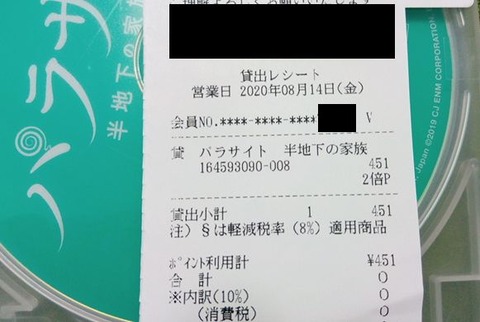 貸出レシート
営業日 2020年08月14日(金)
会員NO.****-****-**** V
貸 パラサイト 半地下の家族 451
164593090-008
2倍P
貸出小計 1 451
注) §は軽減税率 (8%) 適用商品
ポイント利用計 ¥451
合 計 0
※内訳(10%) 0
(消費税) 0
パラサ
半地下の家
Japan ©2019 CJ ENM CORPORATION,